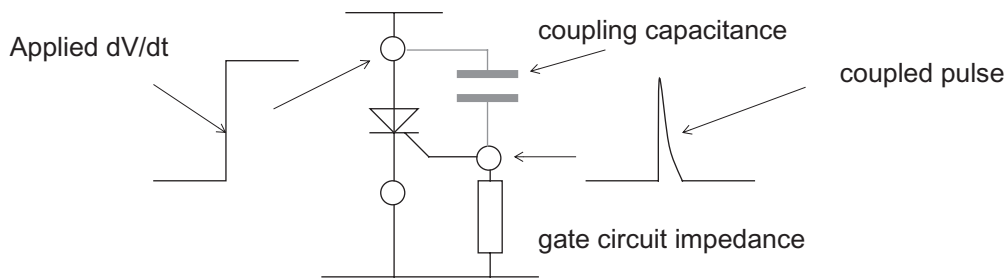 coupling capacitance
Applied dV/dt
coupled pulse
gate circuit impedance